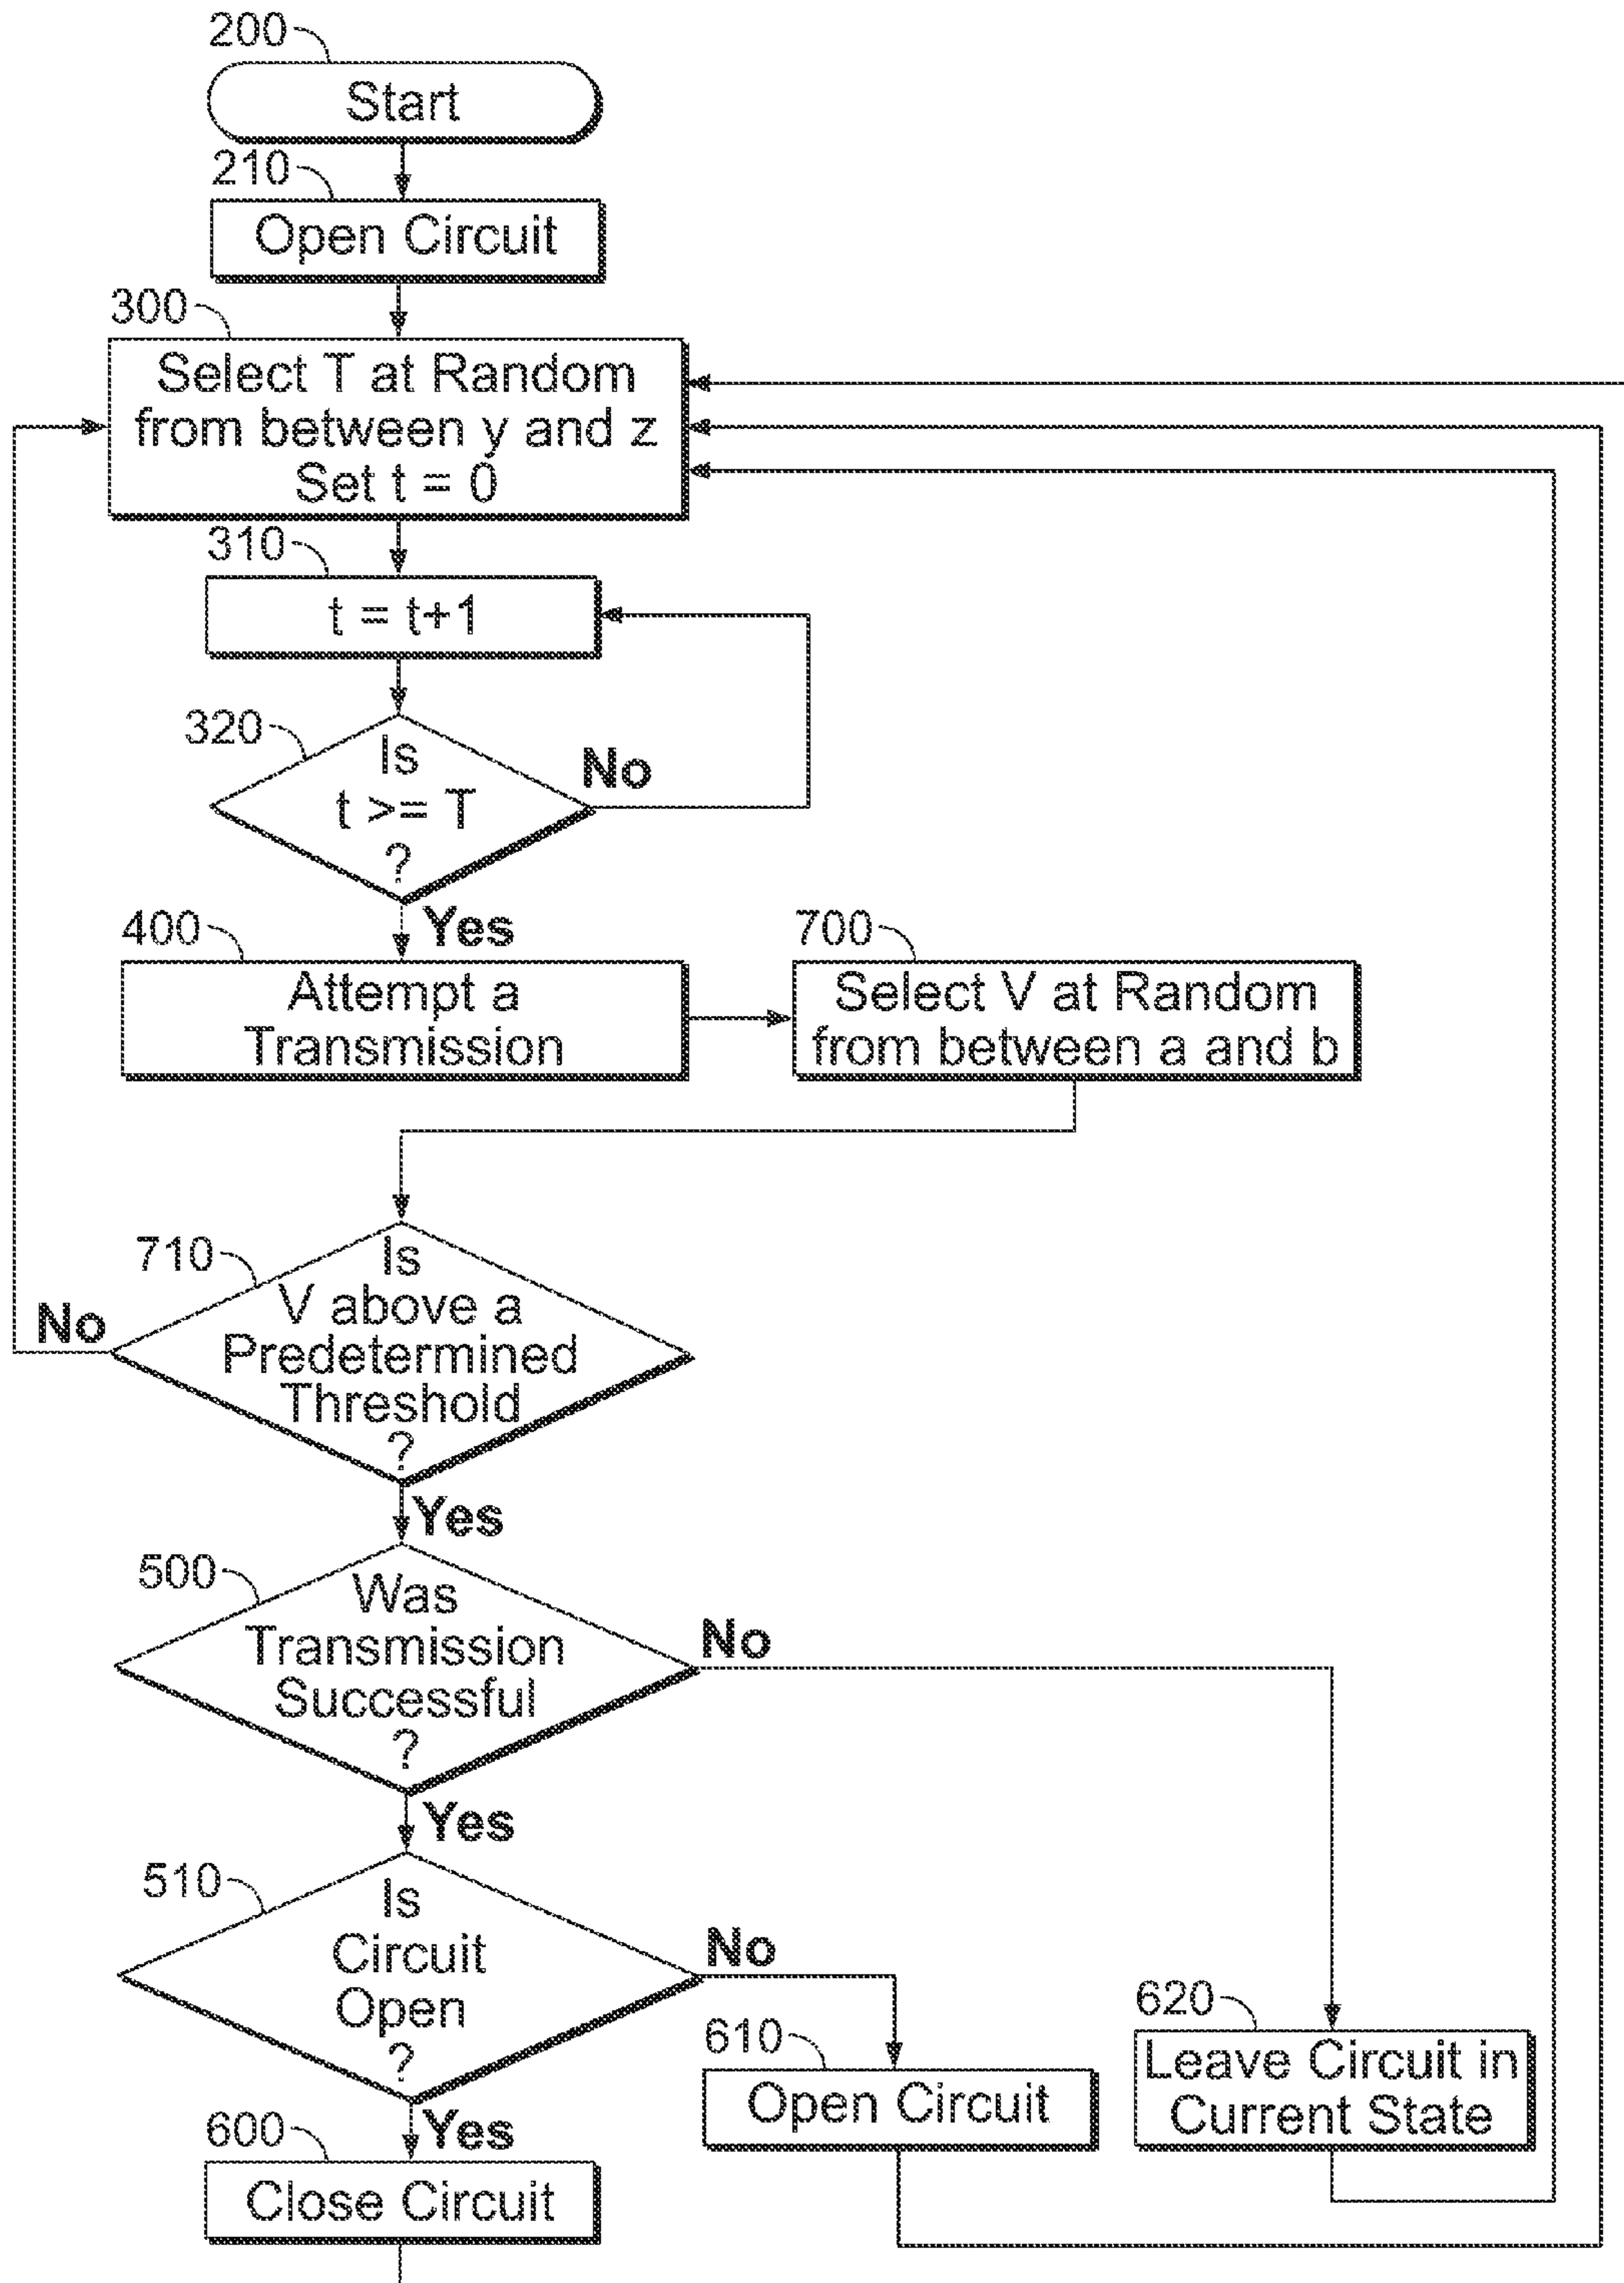 200
Start
210
Open Circuit
300
Select T at Random
from between y and z
Set t = 0
310
t = t+1
320
Is
t >= T
?
No
Yes
400
Attempt a
Transmission
700
Select V at Random
from between a and b
710
Is
V above a
Predetermined
Threshold
?
No
Yes
500
Was
Transmission
Successful
?
No
Yes
510
Is
Circuit
Open
?
No
Yes
610
Open Circuit
620
Leave Circuit in
Current State
600
Close Circuit